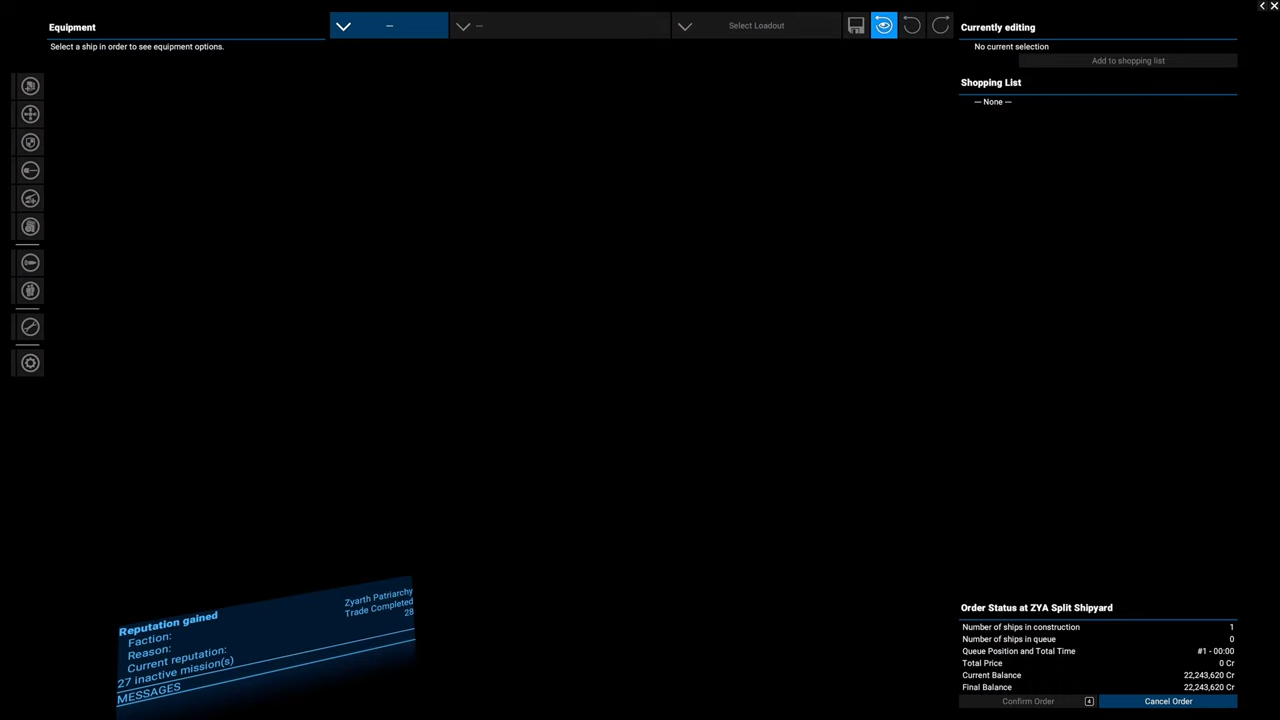 Equipment
Select a ship in order to see equipment options.
—
—
Select Loadout
Currently editing
No current selection
Add to shopping list
Shopping List
— None —
Reputation gained
Faction: Zyarth Patriarchy
Reason: Trade Completed
Current reputation: 28
27 inactive mission(s)
MESSAGES
Order Status at ZYA Split Shipyard
Number of ships in construction 1
Number of ships in queue 0
Queue Position and Total Time #1 - 00:00
Total Price 0 Cr
Current Balance 22,243,620 Cr
Final Balance 22,243,620 Cr
Confirm Order 4 Cancel Order